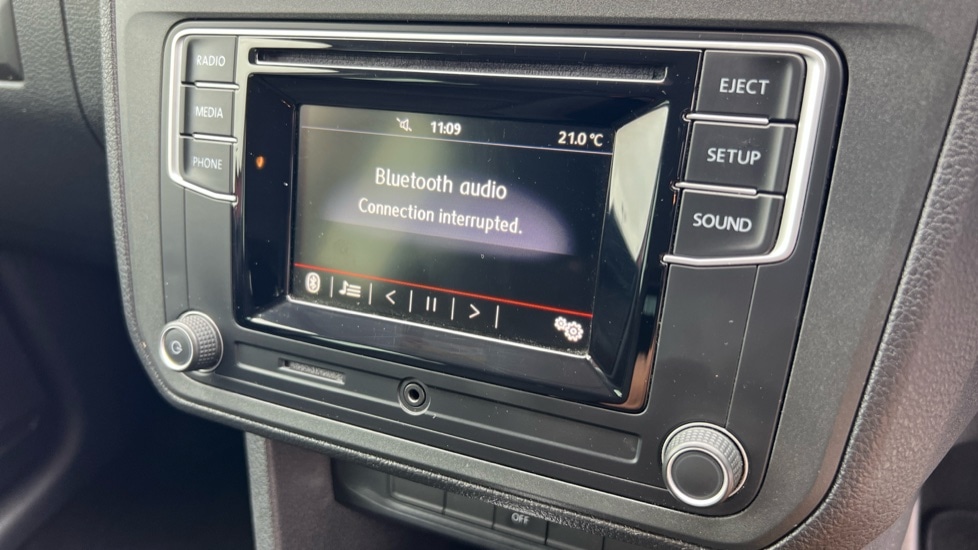 RADIO
MEDIA
PHONE
11:09
21.0 °C
Bluetooth audio
Connection interrupted.
EJECT
SETUP
SOUND
OFF